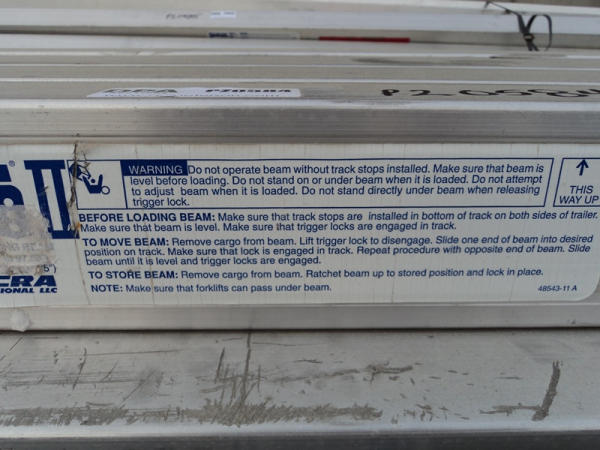 P20584
P2 0584
II
WARNING Do not operate beam without track stops installed. Make sure that beam is
level before loading. Do not stand on or under beam when it is loaded. Do not attempt
to adjust beam when it is loaded. Do not stand directly under beam when releasing
trigger lock.
THIS
WAY UP
BEFORE LOADING BEAM: Make sure that track stops are installed in bottom of track on both sides of trailer.
Make sure that beam is level. Make sure that trigger locks are engaged in track.
TO MOVE BEAM: Remove cargo from beam. Lift trigger lock to disengage. Slide one end of beam into desired
position on track. Make sure that lock is engaged in track. Repeat procedure with opposite end of beam. Slide
beam until it is level and trigger locks are engaged.
TO STORE BEAM: Remove cargo from beam. Ratchet beam up to stored position and lock in place.
NOTE: Make sure that forklifts can pass under beam.
48543-11 A
5")
CRA
IONAL LLC